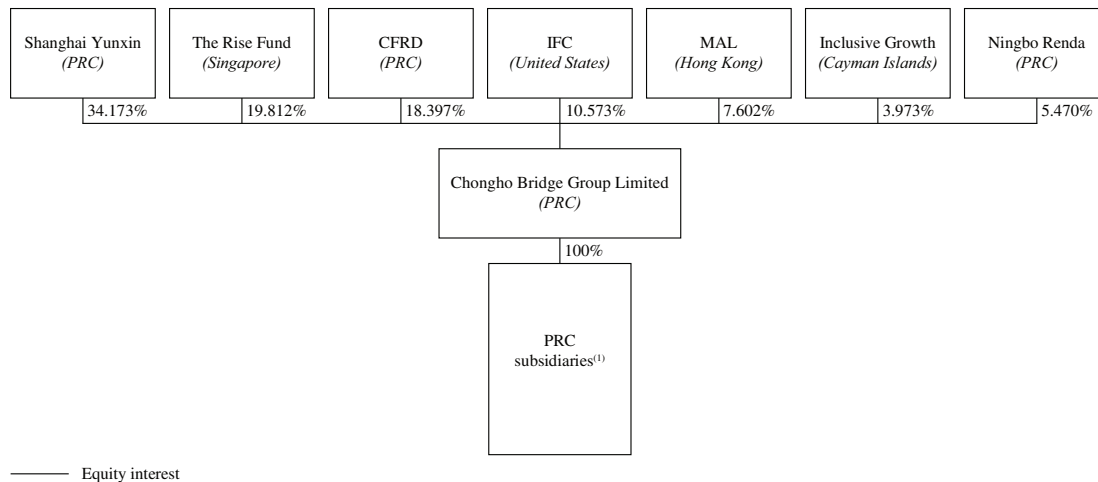 Shanghai Yunxin
(PRC)
The Rise Fund
(Singapore)
CFRD
(PRC)
IFC
(United States)
MAL
(Hong Kong)
Inclusive Growth
(Cayman Islands)
Ningbo Renda
(PRC)
34.173%
19.812%
18.397%
10.573%
7.602%
3.973%
5.470%
Chongho Bridge Group Limited
(PRC)
100%
PRC
subsidiaries(1)
Equity interest